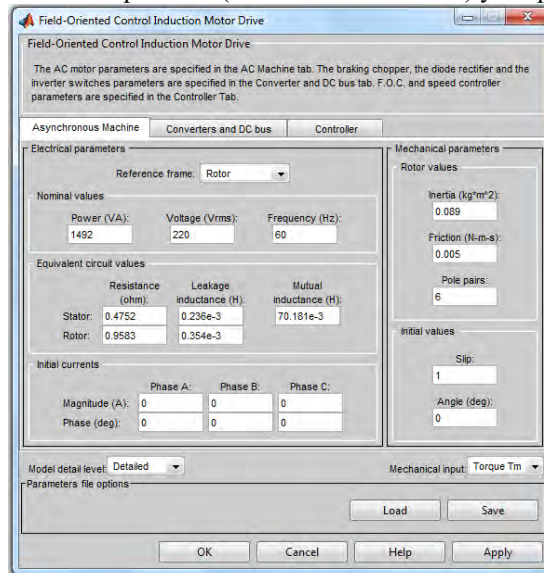 Field-Oriented Control Induction Motor Drive
Field-Oriented Control Induction Motor Drive
The AC motor parameters are specified in the AC Machine tab. The braking chopper, the diode rectifier and the
inverter switches parameters are specified in the Converter and DC bus tab. F.O.C. and speed controller
parameters are specified in the Controller Tab.
Asynchronous Machine Converters and DC bus Controller
Electrical parameters
Reference frame: Rotor
Nominal values
Power (VA): Voltage (Vrms): Frequency (Hz):
1492 220 60
Equivalent circuit values
Resistance Leakage Mutual
(ohm): inductance (H): inductance (H):
Stator: 0.4752 0.236e-3 70.181e-3
Rotor: 0.9583 0.354e-3
Initial currents
Phase A: Phase B: Phase C:
Magnitude (A): 0 0 0
Phase (deg): 0 0 0
Mechanical parameters
Rotor values
Inertia (kg*m^2):
0.089
Friction (N-m-s):
0.005
Pole pairs:
6
Initial values
Slip:
1
Angle (deg):
0
Model detail level: Detailed Mechanical input: Torque Tm
Parameters file options
Load Save
OK Cancel Help Apply